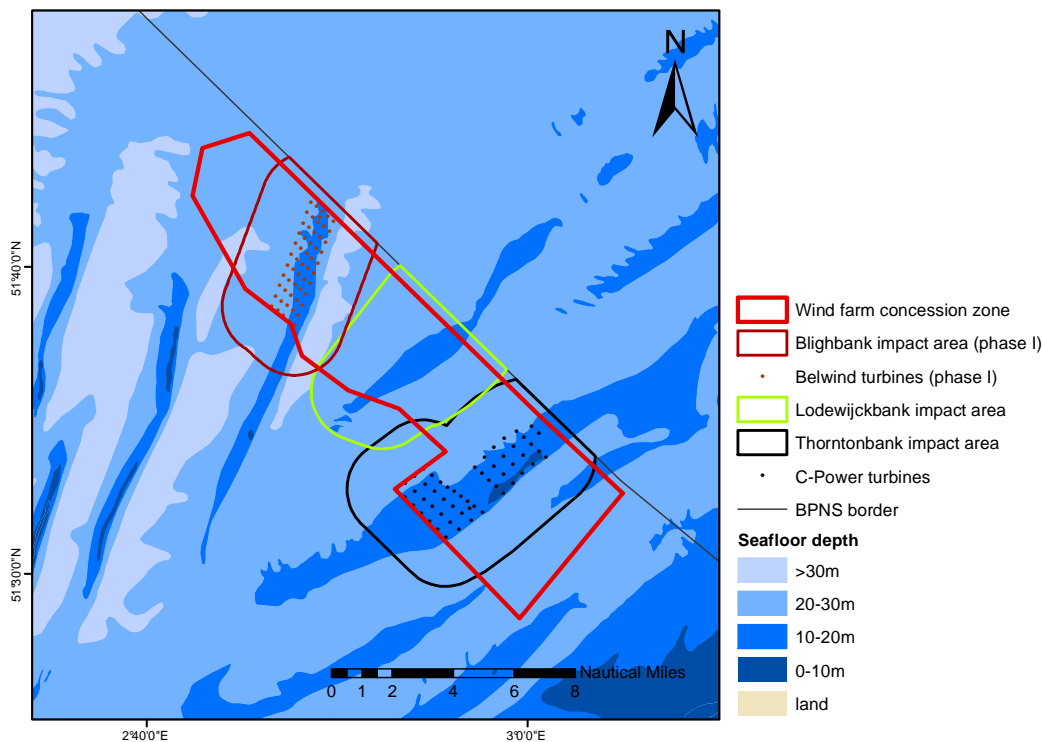 N
51°40'0"N
51°30'0"N
Nautical Miles
0 1 2 4 6 8
2°40'0"E
3°0'0"E
Wind farm concession zone
Blighbank impact area (phase I)
Belwind turbines (phase I)
Lodewijckbank impact area
Thorntonbank impact area
C-Power turbines
BPNS border
Seafloor depth
>30m
20-30m
10-20m
0-10m
land